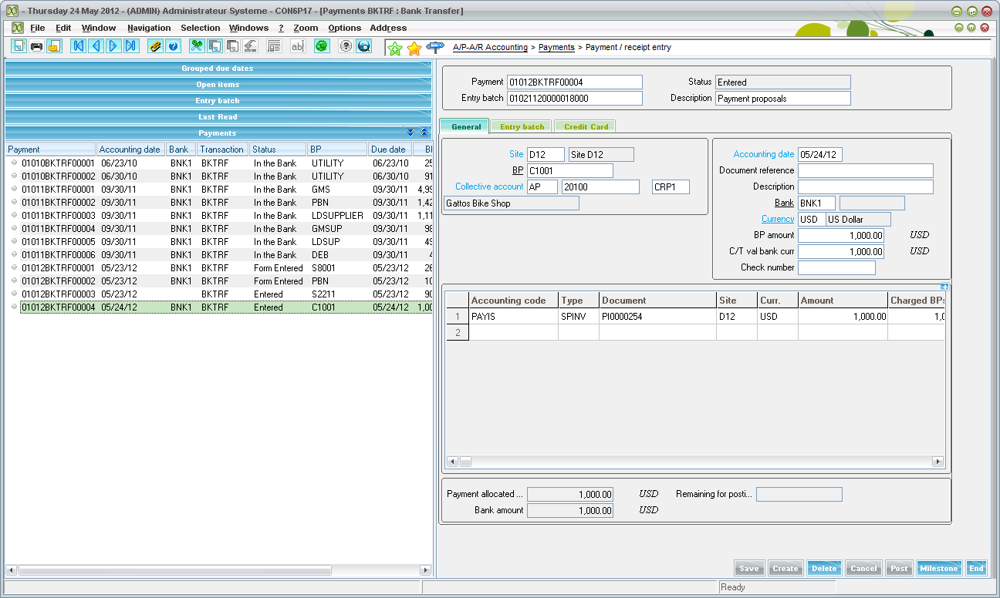 - Thursday 24 May 2012 - (ADMIN) Administrateur Systeme - CON6P17 - [Payments BKTRF : Bank Transfer]
File Edit Window Navigation Selection Windows ? Zoom Options Address
A/P-A/R Accounting > Payments > Payment / receipt entry
Grouped due dates
Open items
Entry batch
Last Read
Payments
Payment Accounting date Bank Transaction Status BP Due date Bl
01010BKTRF00001 06/23/10 BNK1 BKTRF In the Bank UTILITY 06/23/10 25
01010BKTRF00002 06/30/10 BNK1 BKTRF In the Bank UTILITY 06/30/10 91
01011BKTRF00001 09/30/11 BNK1 BKTRF In the Bank GMS 09/30/11 4,99
01011BKTRF00002 09/30/11 BNK1 BKTRF In the Bank PBN 09/30/11 1,42
01011BKTRF00003 09/30/11 BNK1 BKTRF In the Bank LDSUPPLIER 09/30/11 1,11
01011BKTRF00004 09/30/11 BNK1 BKTRF In the Bank GMSUP 09/30/11 98
01011BKTRF00005 09/30/11 BNK1 BKTRF In the Bank LDSUP 09/30/11 49
01011BKTRF00006 09/30/11 BNK1 BKTRF In the Bank DEB 09/30/11 90
01012BKTRF00001 05/23/12 BNK1 BKTRF Form Entered S8001 05/23/12 26
01012BKTRF00002 05/23/12 BNK1 BKTRF Form Entered PBN 05/23/12 10
01012BKTRF00003 05/23/12 BKTRF Entered S2211 05/23/12 90
01012BKTRF00004 05/24/12 BNK1 BKTRF Entered C1001 05/24/12 1,00
Payment 01012BKTRF00004 Status Entered
Entry batch 01021120000018000 Description Payment proposals
General Entry batch Credit Card
Site D12 Site D12
BP C1001
Collective account AP 20100 CRP1
Gattos Bike Shop
Accounting date 05/24/12
Document reference
Description
Bank BNK1
Currency USD US Dollar
BP amount 1,000.00 USD
C/T val bank curr 1,000.00 USD
Check number
Accounting code Type Document Site Curr. Amount Charged BPs
1 PAYIS SPINV PI0000254 D12 USD 1,000.00 1,0
2
Payment allocated ... 1,000.00 USD Remaining for posti...
Bank amount 1,000.00 USD
Save Create Delete Cancel Post Milestone End
Ready